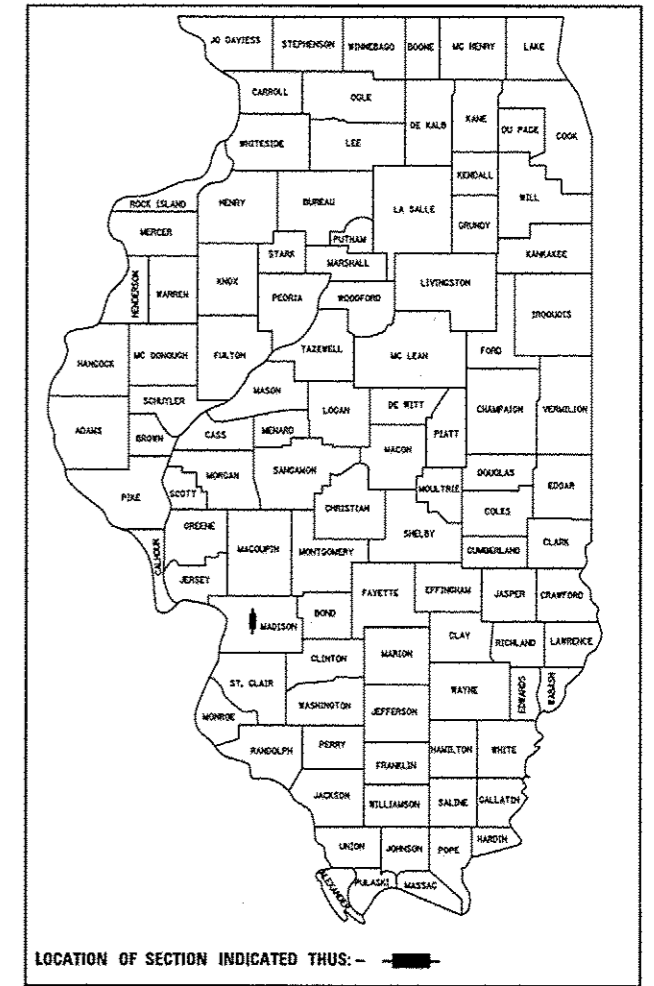 JO DAVIESS STEPHENSON WINNEBAGO BOONE MC HENRY LAKE
CARROLL OGLE DE KALB KANE DU PAGE COOK
WHITESIDE LEE
KENDALL WILL
ROCK ISLAND HENRY BUREAU LA SALLE GRUNDY
MERCER STARK PUTNAM KANKAKEE
HENDERSON WARREN KNOX PEORIA MARSHALL LIVINGSTON
WOODFORD IROQUOIS
HANCOCK MC DONOUGH FULTON TAZEWELL MC LEAN FORD
SCHUYLER MASON LOGAN DE WITT CHAMPAIGN VERMILION
ADAMS BROWN CASS MENARD MACON PIATT
PIKE SCOTT MORGAN SANGAMON CHRISTIAN MOULTRIE DOUGLAS EDGAR
COLES
CALHOUN GREENE MACOUPIN MONTGOMERY SHELBY CUMBERLAND CLARK
JERSEY FAYETTE EFFINGHAM JASPER CRAWFORD
MADISON BOND
CLINTON MARION CLAY RICHLAND LAWRENCE
ST. CLAIR WASHINGTON WAYNE EDWARDS WABASH
MONROE JEFFERSON
RANDOLPH PERRY HAMILTON WHITE
FRANKLIN
JACKSON WILLIAMSON SALINE GALLATIN
UNION JOHNSON POPE HARDIN
ALEXANDER PULASKI MASSAC
LOCATION OF SECTION INDICATED THUS: -